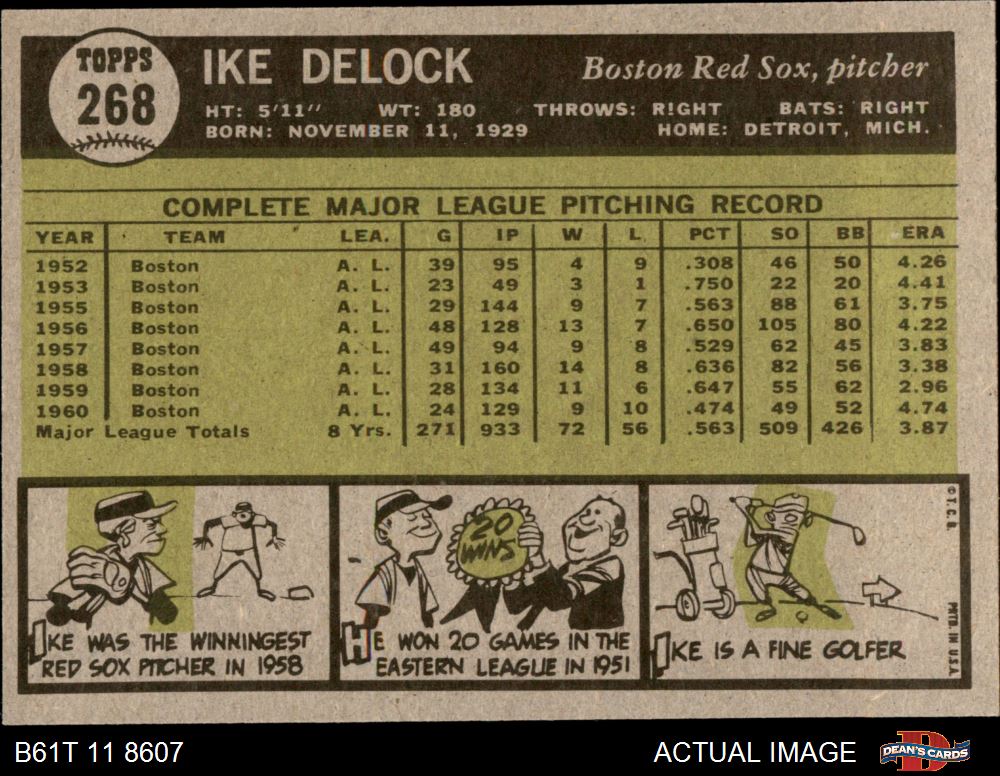 TOPPS
268
IKE DELOCK
Boston Red Sox, pitcher
HT: 5'11" WT: 180 THROWS: RIGHT BATS: RIGHT
BORN: NOVEMBER 11, 1929 HOME: DETROIT, MICH.
COMPLETE MAJOR LEAGUE PITCHING RECORD
YEAR TEAM LEA. G IP W L PCT SO BB ERA
1952 Boston A. L. 39 95 4 9 .308 46 50 4.26
1953 Boston A. L. 23 49 3 1 .750 22 20 4.41
1955 Boston A. L. 29 144 9 7 .563 88 61 3.75
1956 Boston A. L. 48 128 13 7 .650 105 80 4.22
1957 Boston A. L. 49 94 9 8 .529 62 45 3.83
1958 Boston A. L. 31 160 14 8 .636 82 56 3.38
1959 Boston A. L. 28 134 11 6 .647 55 62 2.96
1960 Boston A. L. 24 129 9 10 .474 49 52 4.74
Major League Totals 8 Yrs. 271 933 72 56 .563 509 426 3.87
IKE WAS THE WINNINGEST
RED SOX PITCHER IN 1958
20
WINS
HE WON 20 GAMES IN THE
EASTERN LEAGUE IN 1951
IKE IS A FINE GOLFER
© T. C. G.
PRTD. IN U.S.A.
B61T 11 8607
ACTUAL IMAGE
D
DEAN'S CARDS